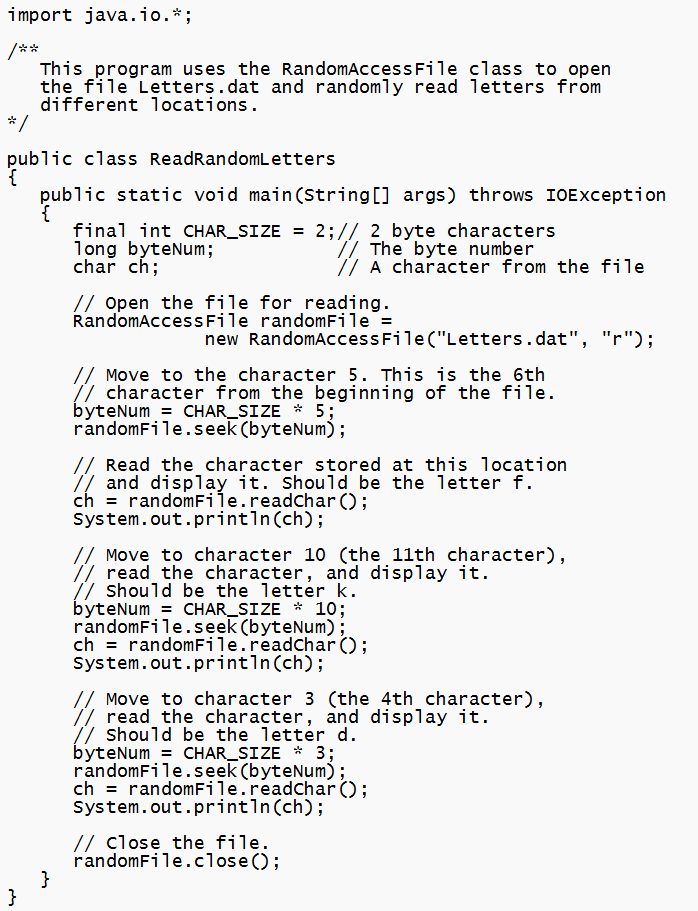 import java.io.*;

/**
   This program uses the RandomAccessFile class to open
   the file Letters.dat and randomly read letters from
   different locations.
*/

public class ReadRandomLetters
{
   public static void main(String[] args) throws IOException
   {
      final int CHAR_SIZE = 2;// 2 byte characters
      long byteNum;           // The byte number
      char ch;                // A character from the file

      // Open the file for reading.
      RandomAccessFile randomFile =
                  new RandomAccessFile("Letters.dat", "r");

      // Move to the character 5. This is the 6th
      // character from the beginning of the file.
      byteNum = CHAR_SIZE * 5;
      randomFile.seek(byteNum);

      // Read the character stored at this location
      // and display it. Should be the letter f.
      ch = randomFile.readChar();
      System.out.println(ch);

      // Move to character 10 (the 11th character),
      // read the character, and display it.
      // Should be the letter k.
      byteNum = CHAR_SIZE * 10;
      randomFile.seek(byteNum);
      ch = randomFile.readChar();
      System.out.println(ch);

      // Move to character 3 (the 4th character),
      // read the character, and display it.
      // Should be the letter d.
      byteNum = CHAR_SIZE * 3;
      randomFile.seek(byteNum);
      ch = randomFile.readChar();
      System.out.println(ch);

      // Close the file.
      randomFile.close();
   }
}